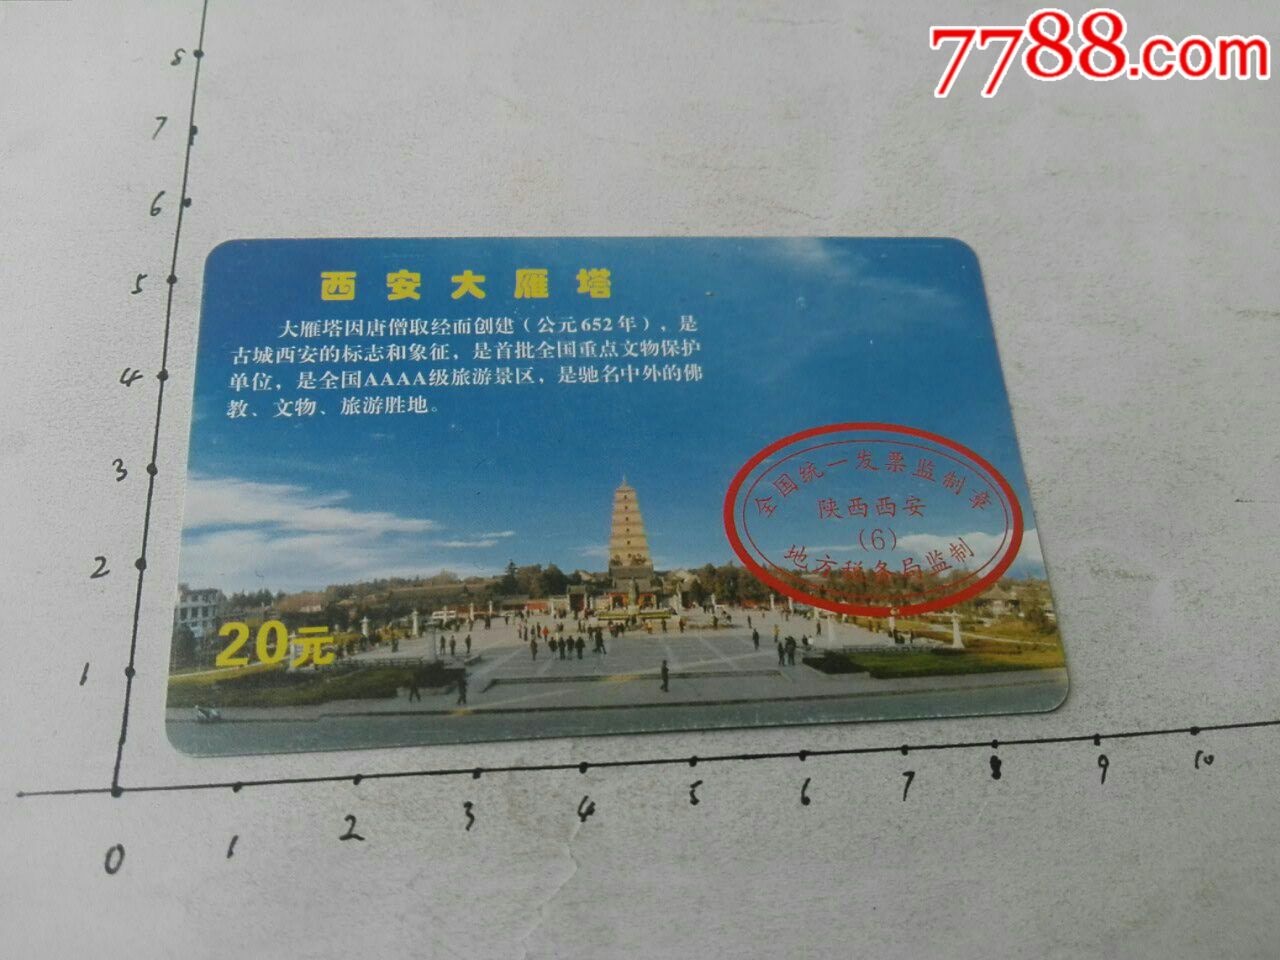 7788.com
8
7
6
5
4
3
2
1
西安大雁塔
大雁塔因唐僧取经而创建（公元652年），是
古城西安的标志和象征，是首批全国重点文物保护
单位，是全国AAAA级旅游景区，是驰名中外的佛
教、文物、旅游胜地。
全国统一发票监制章
陕西西安
(6)
地方税务局监制
20元
0 1 2 3 4 5 6 7 8 9 10